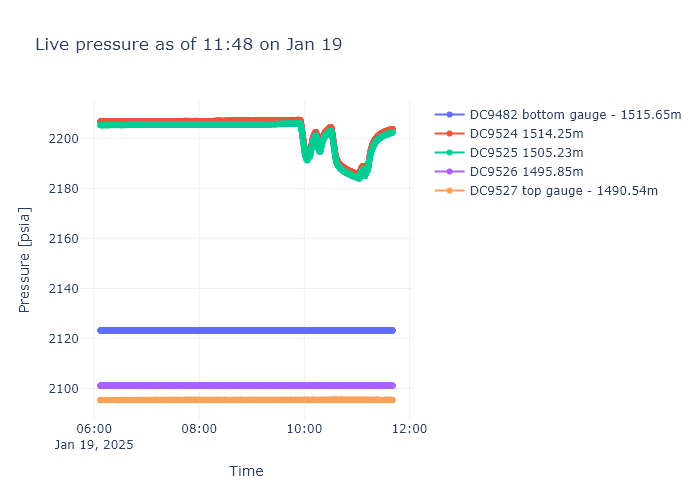 Live pressure as of 11:48 on Jan 19
DC9482 bottom gauge - 1515.65m
DC9524 1514.25m
DC9525 1505.23m
DC9526 1495.85m
DC9527 top gauge - 1490.54m
Pressure [psia]
2200
2180
2160
2140
2120
2100
06:00 08:00 10:00 12:00
Jan 19, 2025
Time